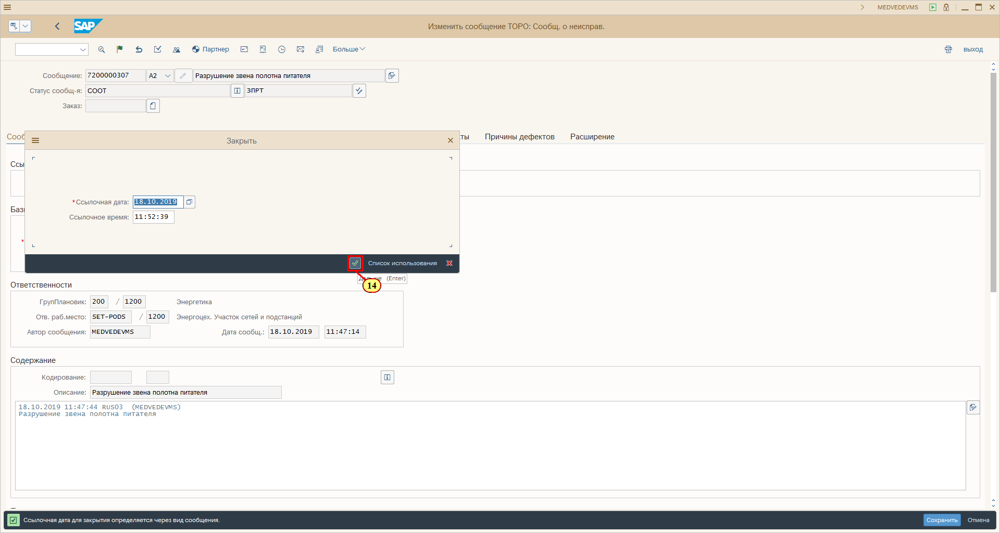 MEDVEDEVMS
SAP
Изменить сообщение ТОРО: Сообщ. о неисправ.
Партнер
Больше
выход
Сообщение: 7200000307 A2 Разрушение звена полотна питателя
Статус сообщ-я: СООТ ЗПРТ
Заказ:
Причины дефектов Расширение
Закрыть
*Ссылочная дата: 18.10.2019
Ссылочное время: 11:52:39
*
Список использования
(Enter)
14
Ответственности
ГрупПлановик: 200 / 1200 Энергетика
Отв. раб.место: SET-PODS / 1200 Энергоцех. Участок сетей и подстанций
Автор сообщения: MEDVEDEVMS Дата сообщ.: 18.10.2019 11:47:14
Содержание
Кодирование:
Описание: Разрушение звена полотна питателя
18.10.2019 11:47:44 RUS03 (MEDVEDEVMS)
Разрушение звена полотна питателя
Ссылочная дата для закрытия определяется через вид сообщения.
Сохранить Отмена